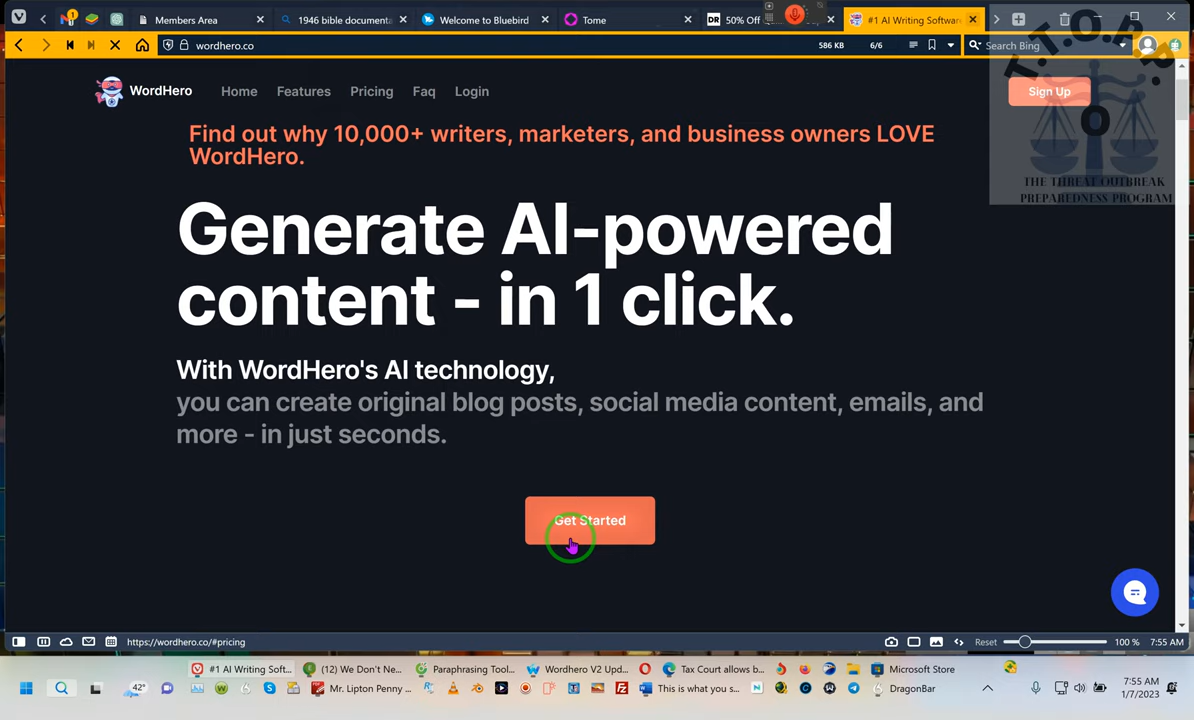 Members Area
1946 bible documenta
Welcome to Bluebird
Tome
DR 50% Off
#1 AI Writing Software
wordhero.co
586 KB
6/6
Search Bing
WordHero
Home
Features
Pricing
Faq
Login
Sign Up
T.T.O.P.P.
O
THE THREAT OUTBREAK
PREPAREDNESS PROGRAM
Find out why 10,000+ writers, marketers, and business owners LOVE
WordHero.
Generate AI-powered
content - in 1 click.
With WordHero's AI technology,
you can create original blog posts, social media content, emails, and
more - in just seconds.
Get Started
https://wordhero.co/#pricing
Reset
100 %
7:55 AM
#1 AI Writing Soft...
(12) We Don't Ne...
Paraphrasing Tool...
Wordhero V2 Upd...
Tax Court allows b...
Microsoft Store
42°
Mr. Lipton Penny ...
This is what you s...
DragonBar
7:55 AM
1/7/2023